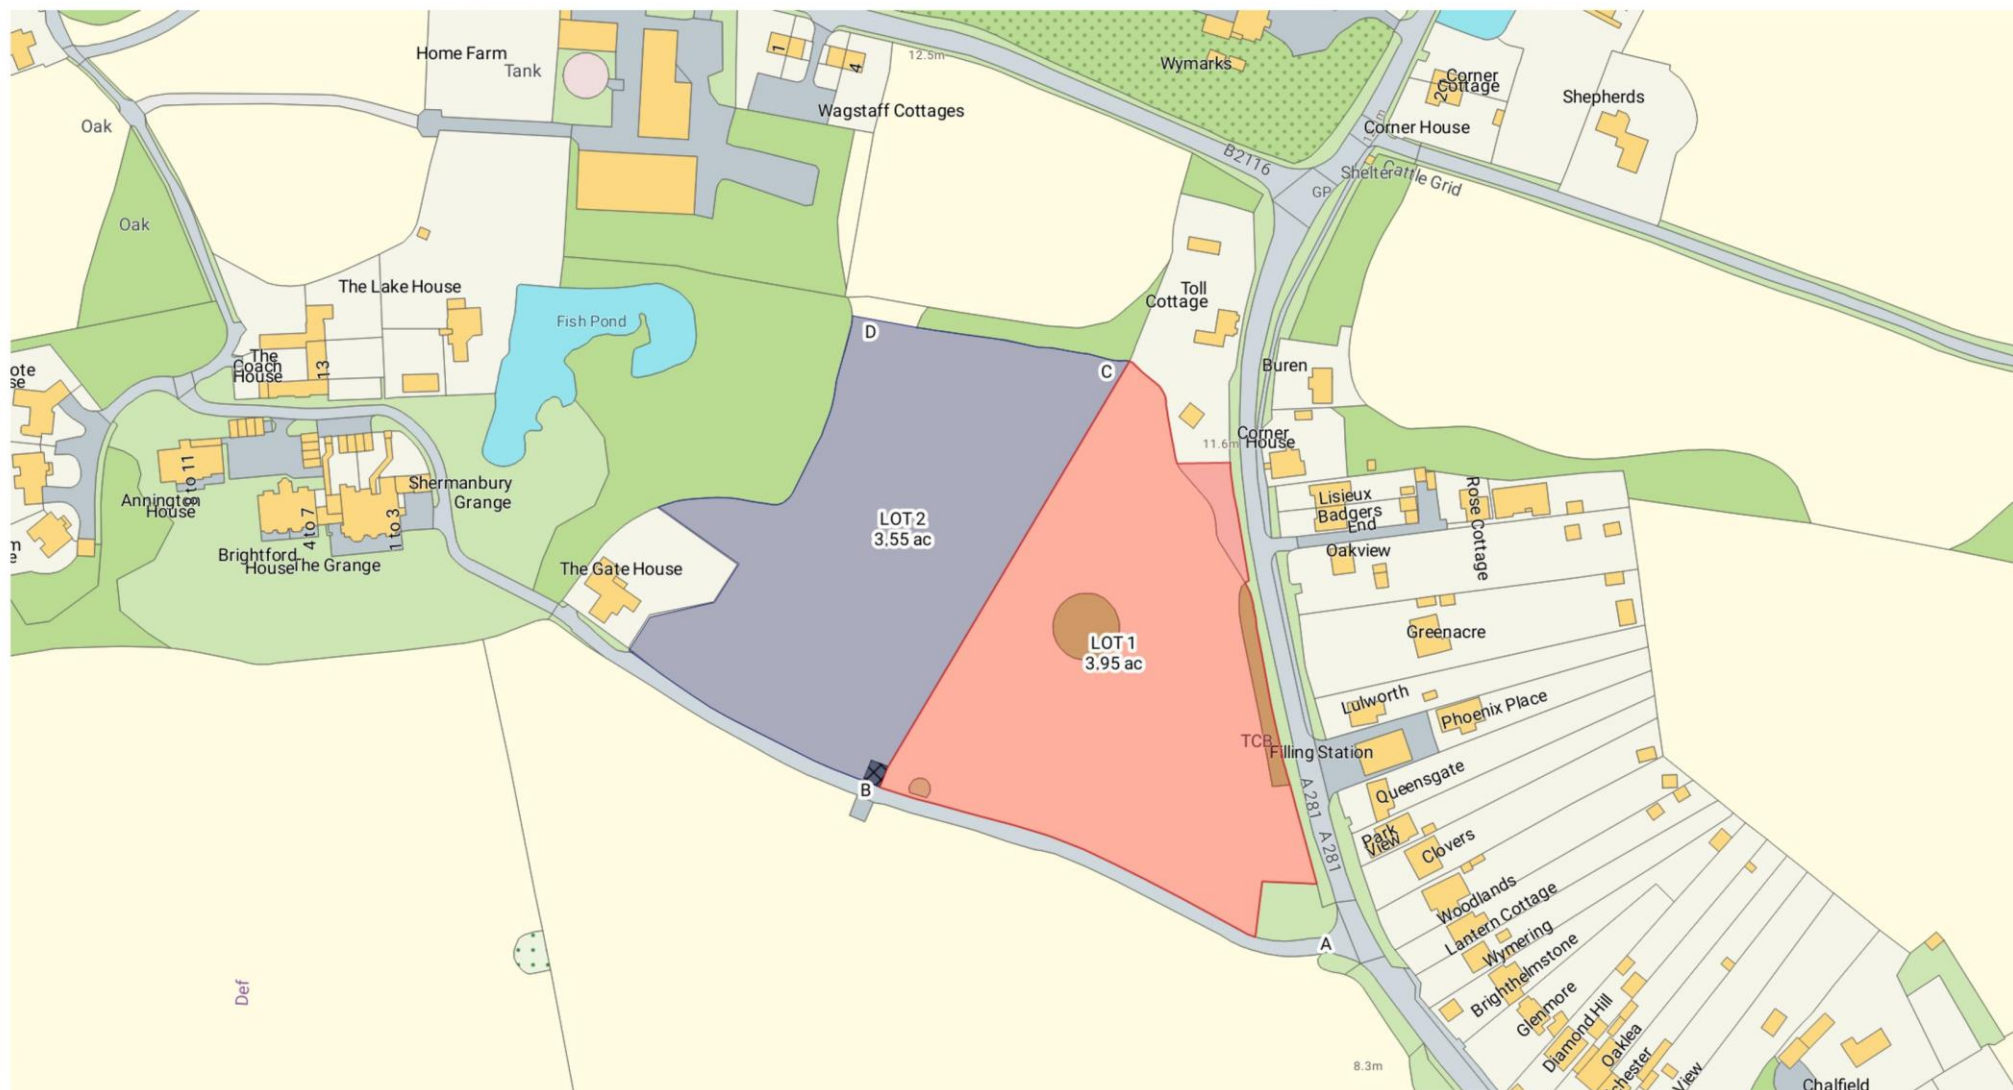 Home Farm
Tank
1
4
Wagstaff Cottages
12.5m
Wymarks
B2116
GP
Shelter
Cattle Grid
Corner
Cottage
2
Corner House
Shepherds
Oak
Oak
The Lake House
Fish Pond
The
Coach
House
13
D
C
Toll
Cottage
Buren
Corner
House
11.6m
Lisieux
Badgers
End
Rose Cottage
Oakview
Annington
House
8 to 11
Shermanbury
Grange
4 to 7
1 to 3
Brightford
House
The Grange
The Gate House
LOT 2
3.55 ac
LOT 1
3.95 ac
Greenacre
Lulworth
Phoenix Place
TCB
Filling Station
Queensgate
A 281
A 281
Park
View
Clovers
B
Woodlands
Lantern Cottage
Wymering
Brighthelmstone
Glenmore
Diamond Hill
Oaklea
chester
View
A
Def
8.3m
Chalfield